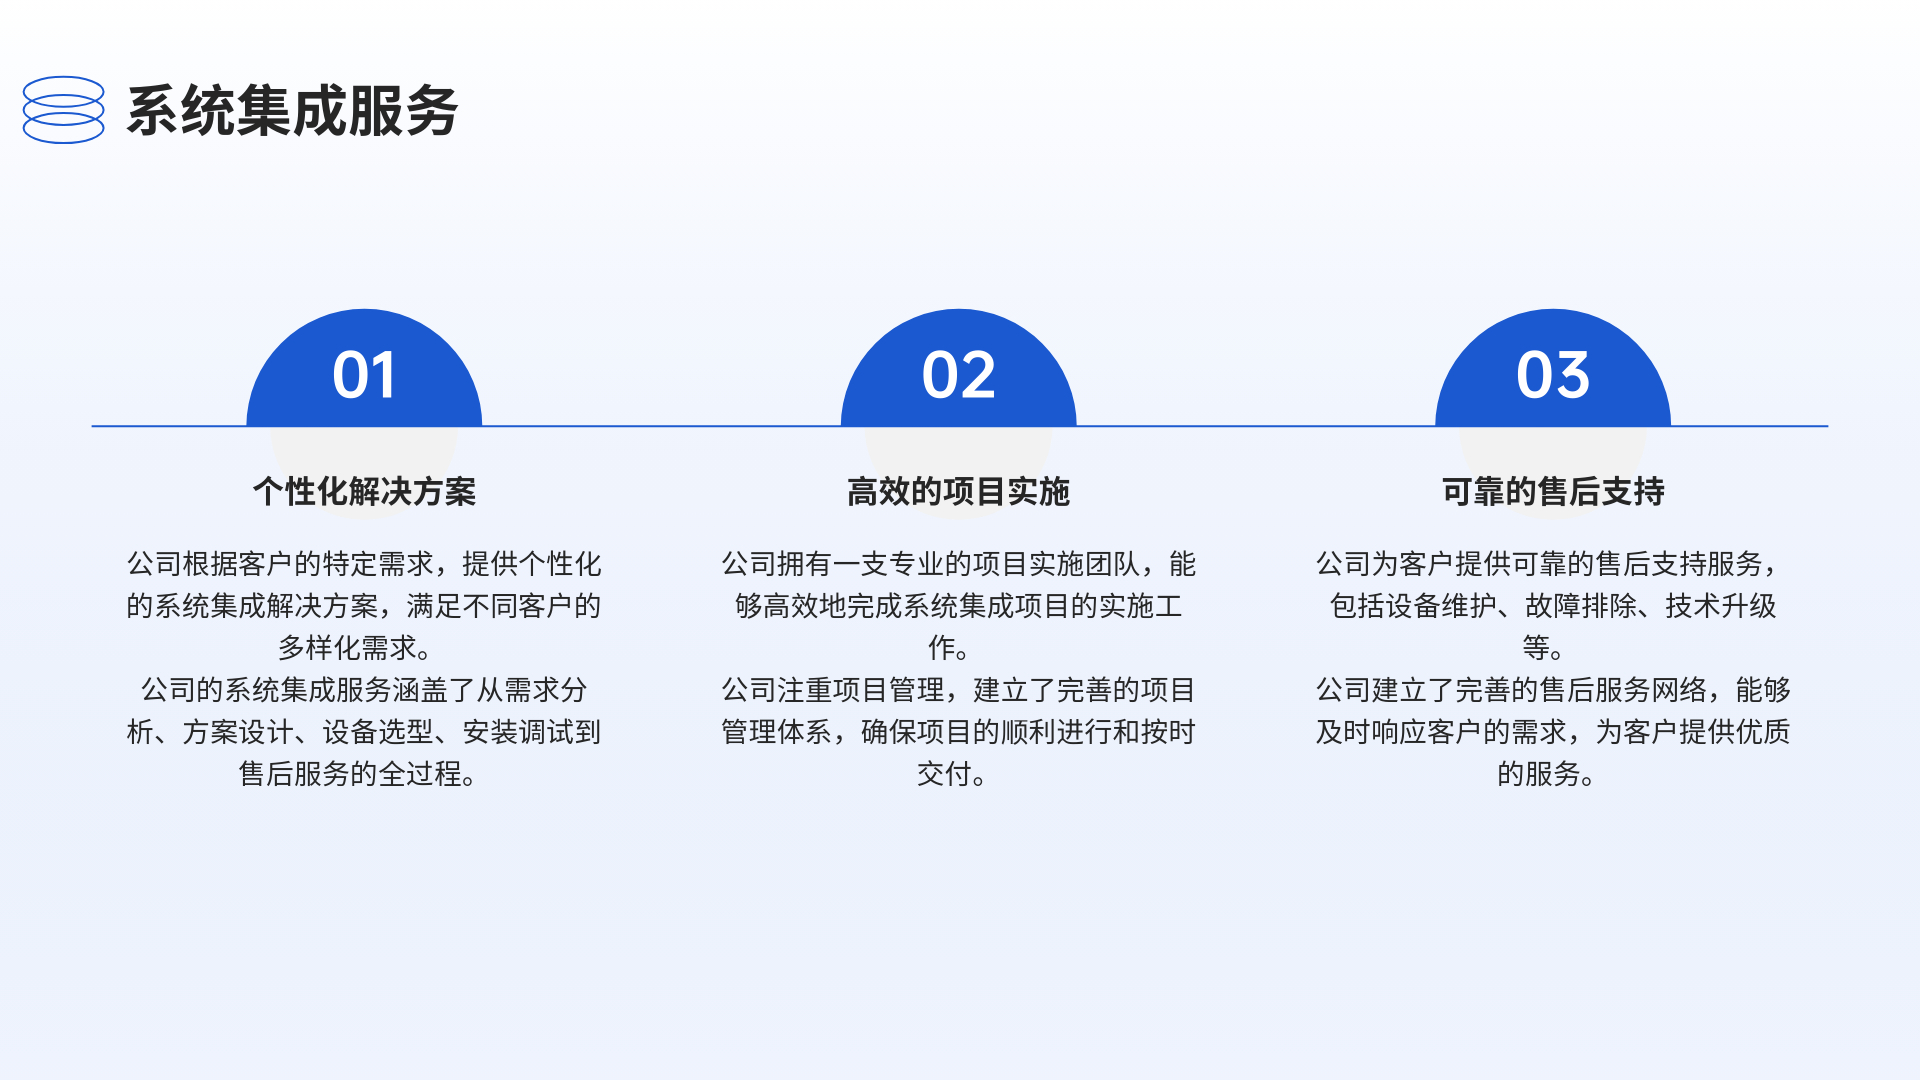 系统集成服务
01
个性化解决方案
公司根据客户的特定需求，提供个性化
的系统集成解决方案，满足不同客户的
多样化需求。
公司的系统集成服务涵盖了从需求分
析、方案设计、设备选型、安装调试到
售后服务的全过程。
02
高效的项目实施
公司拥有一支专业的项目实施团队，能
够高效地完成系统集成项目的实施工
作。
公司注重项目管理，建立了完善的项目
管理体系，确保项目的顺利进行和按时
交付。
03
可靠的售后支持
公司为客户提供可靠的售后支持服务，
包括设备维护、故障排除、技术升级
等。
公司建立了完善的售后服务网络，能够
及时响应客户的需求，为客户提供优质
的服务。